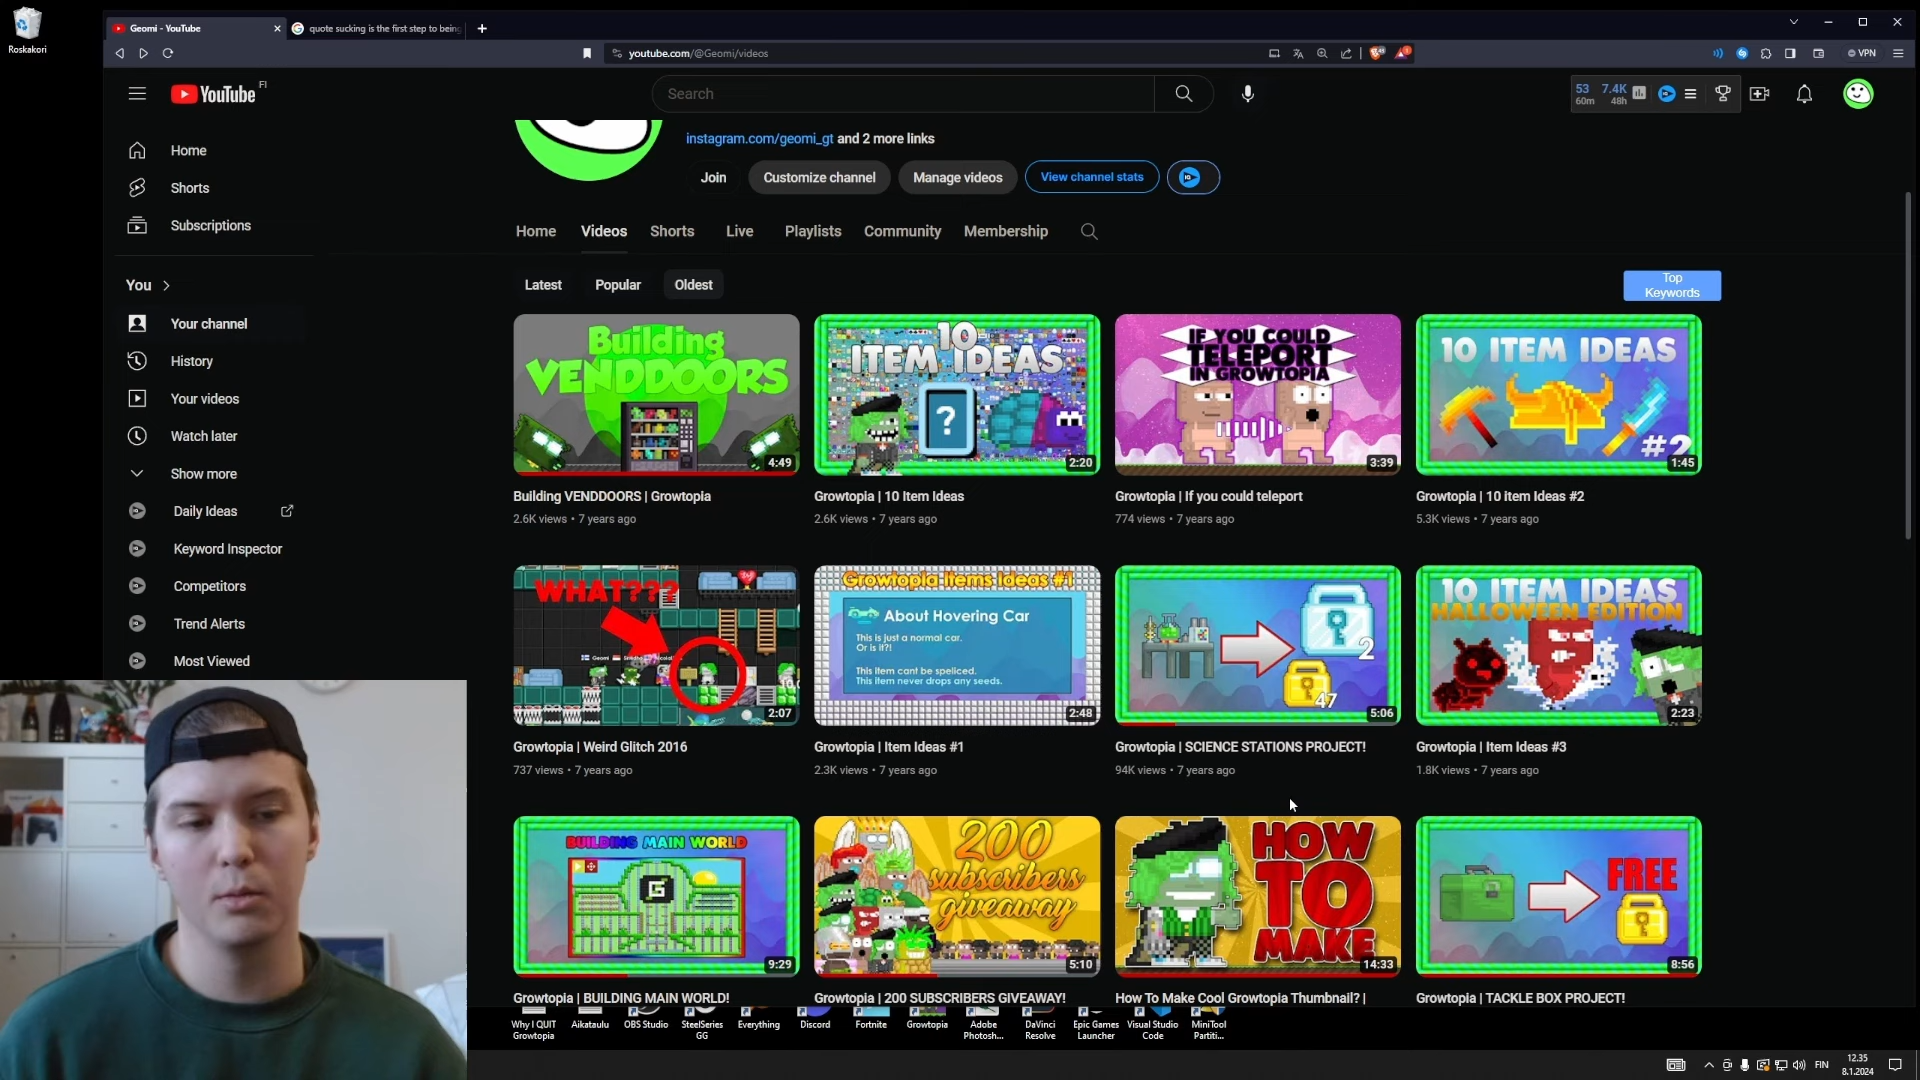 Roskakori
Geomi - YouTube
quote sucking is the first step to being
youtube.com/@Geomi/videos
VPN
YouTube FI
Search
53
60m
7.4K
48h
instagram.com/geomi_gt and 2 more links
Join
Customize channel
Manage videos
View channel stats
Home
Shorts
Subscriptions
You
Your channel
History
Your videos
Watch later
Show more
Daily Ideas
Keyword Inspector
Competitors
Trend Alerts
Most Viewed
Home
Videos
Shorts
Live
Playlists
Community
Membership
Latest
Popular
Oldest
Top
Keywords
Building
VENDDOORS
4:49
10
ITEM IDEAS
?
2:20
IF YOU COULD
TELEPORT
IN GROWTOPIA
3:39
10 ITEM IDEAS
#2
1:45
Building VENDDOORS | Growtopia
2.6K views • 7 years ago
Growtopia | 10 Item Ideas
2.6K views • 7 years ago
Growtopia | If you could teleport
774 views • 7 years ago
Growtopia | 10 item Ideas #2
5.3K views • 7 years ago
WHAT???
Geomi
2:07
Growtopia Items Ideas #1
About Hovering Car
This is just a normal car.
Or is it?!
This item cant be spliced.
This item never drops any seeds.
2:48
2
47
5:06
10 ITEM IDEAS
HALLOWEEN EDITION
2:23
Growtopia | Weird Glitch 2016
737 views • 7 years ago
Growtopia | Item Ideas #1
2.3K views • 7 years ago
Growtopia | SCIENCE STATIONS PROJECT!
94K views • 7 years ago
Growtopia | Item Ideas #3
1.8K views • 7 years ago
BUILDING MAIN WORLD
G
9:29
200
subscribers
giveaway
5:10
HOW
TO
MAKE
14:33
FREE
8:56
Growtopia | BUILDING MAIN WORLD!
Growtopia | 200 SUBSCRIBERS GIVEAWAY!
How To Make Cool Growtopia Thumbnail? |
Growtopia | TACKLE BOX PROJECT!
Why I QUIT
Growtopia
Aikataulu
OBS Studio
SteelSeries
GG
Everything
Discord
Fortnite
Growtopia
Adobe
Photosh...
DaVinci
Resolve
Epic Games
Launcher
Visual Studio
Code
MiniTool
Partiti...
FIN
12.35
8.1.2024